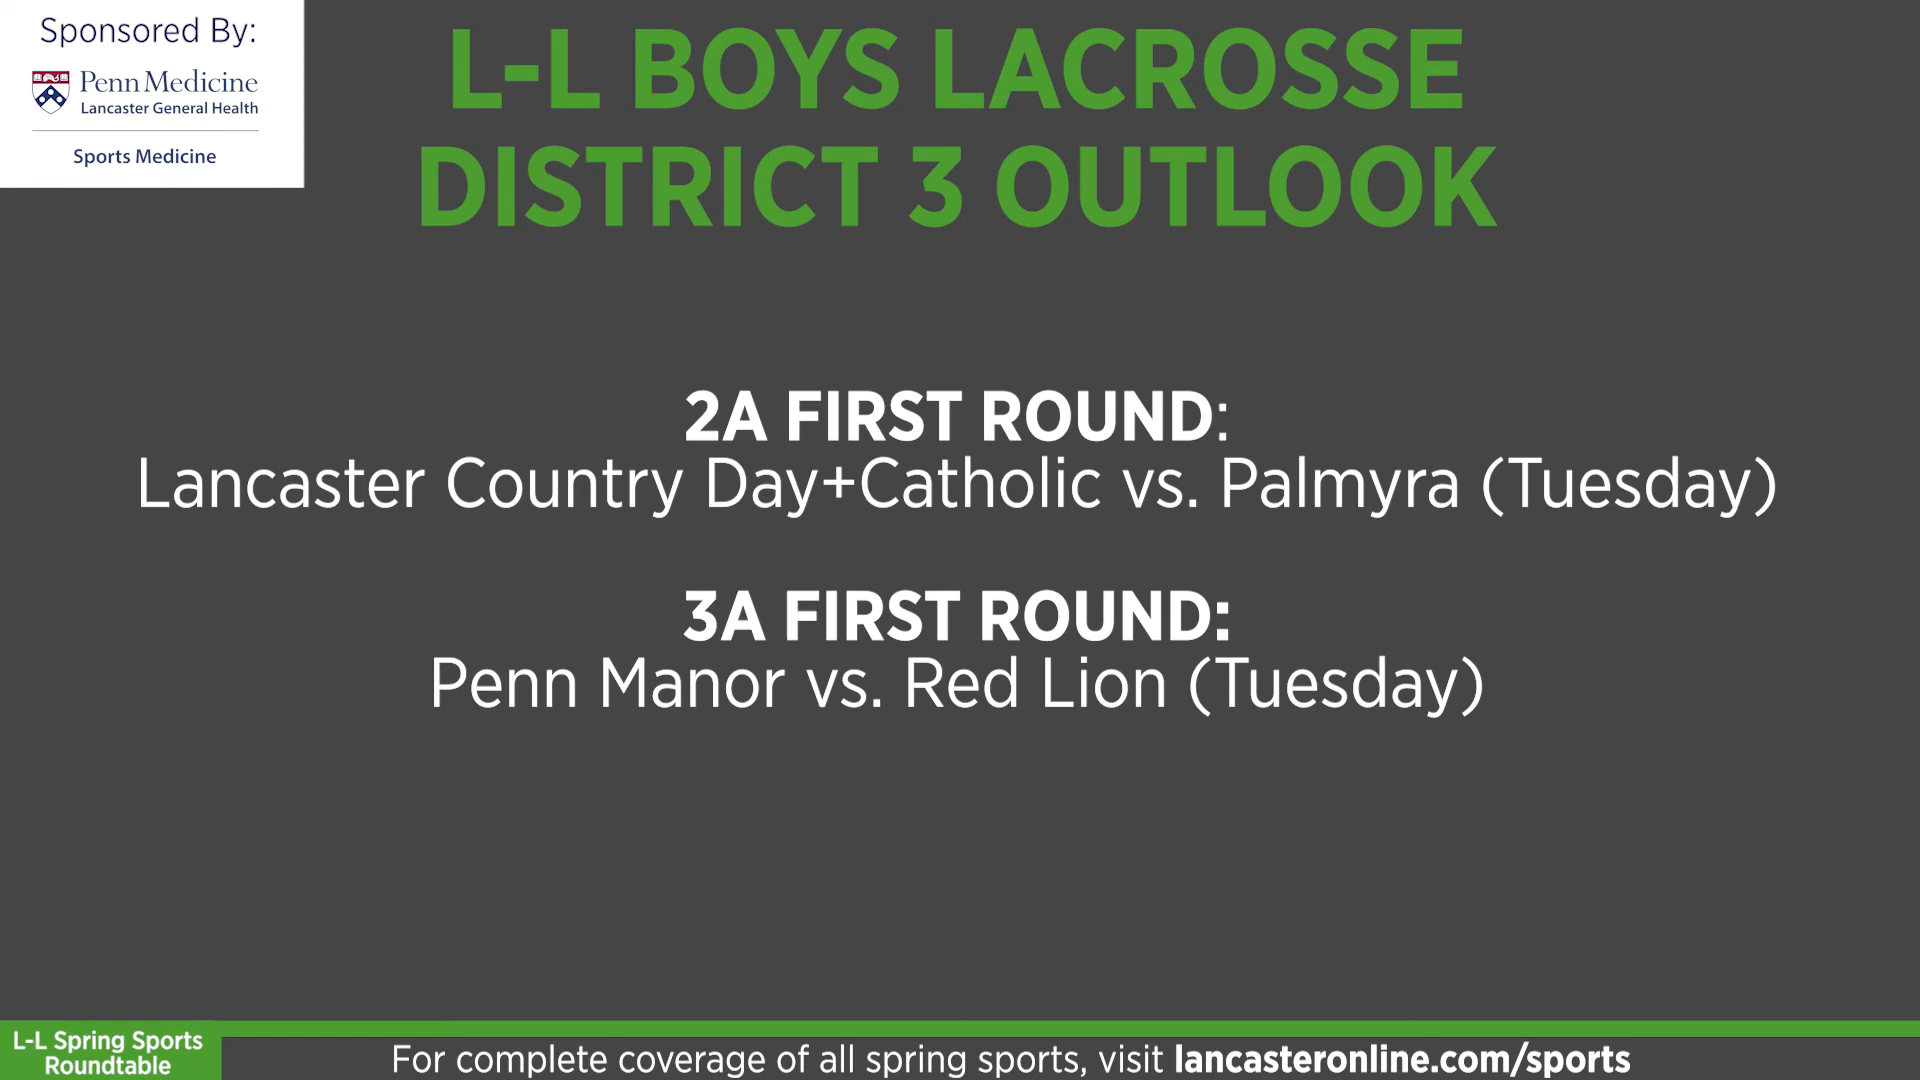 Sponsored By:
Penn Medicine
Lancaster General Health
Sports Medicine
L-L BOYS LACROSSE
DISTRICT 3 OUTLOOK
2A FIRST ROUND:
Lancaster Country Day+Catholic vs. Palmyra (Tuesday)
3A FIRST ROUND:
Penn Manor vs. Red Lion (Tuesday)
L-L Spring Sports
Roundtable
For complete coverage of all spring sports, visit lancasteronline.com/sports